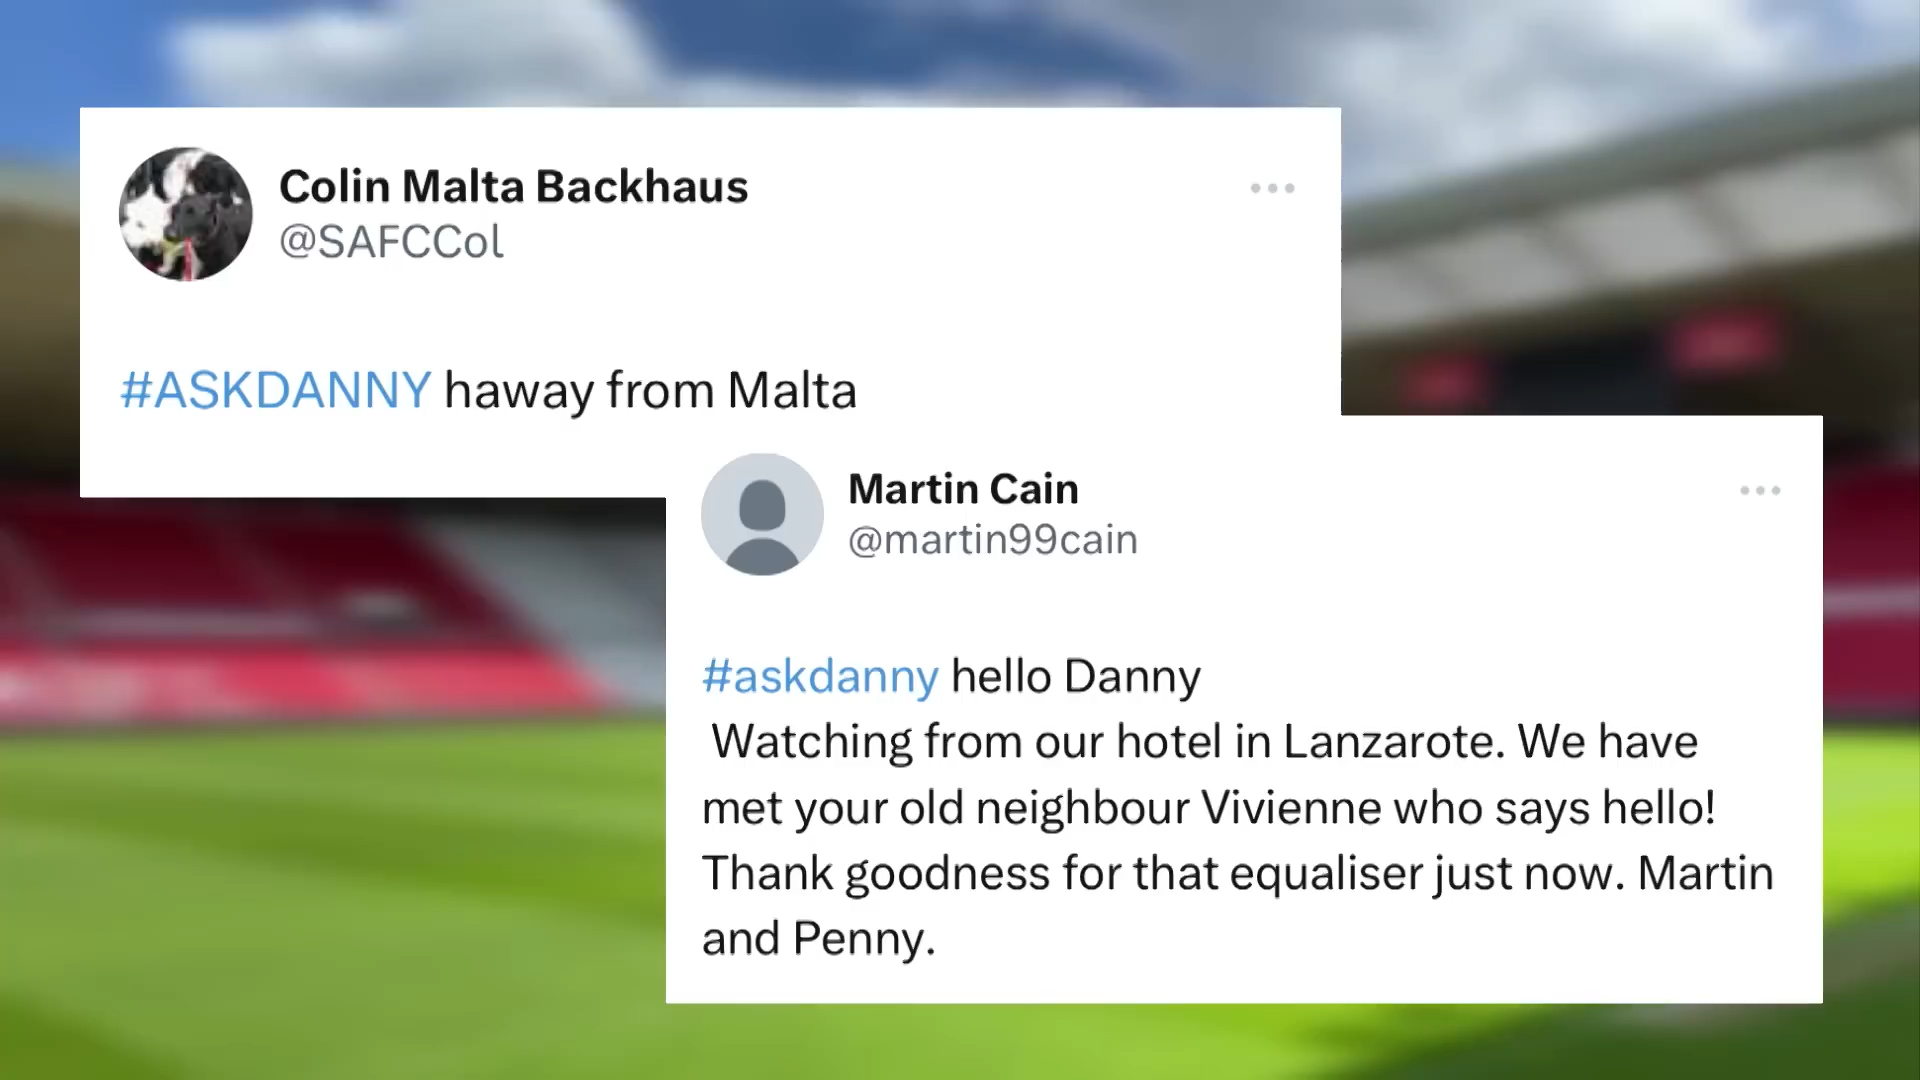 Colin Malta Backhaus
@SAFCCol
#ASKDANNY haway from Malta
Martin Cain
@martin99cain
#askdanny hello Danny
Watching from our hotel in Lanzarote. We have
met your old neighbour Vivienne who says hello!
Thank goodness for that equaliser just now. Martin
and Penny.